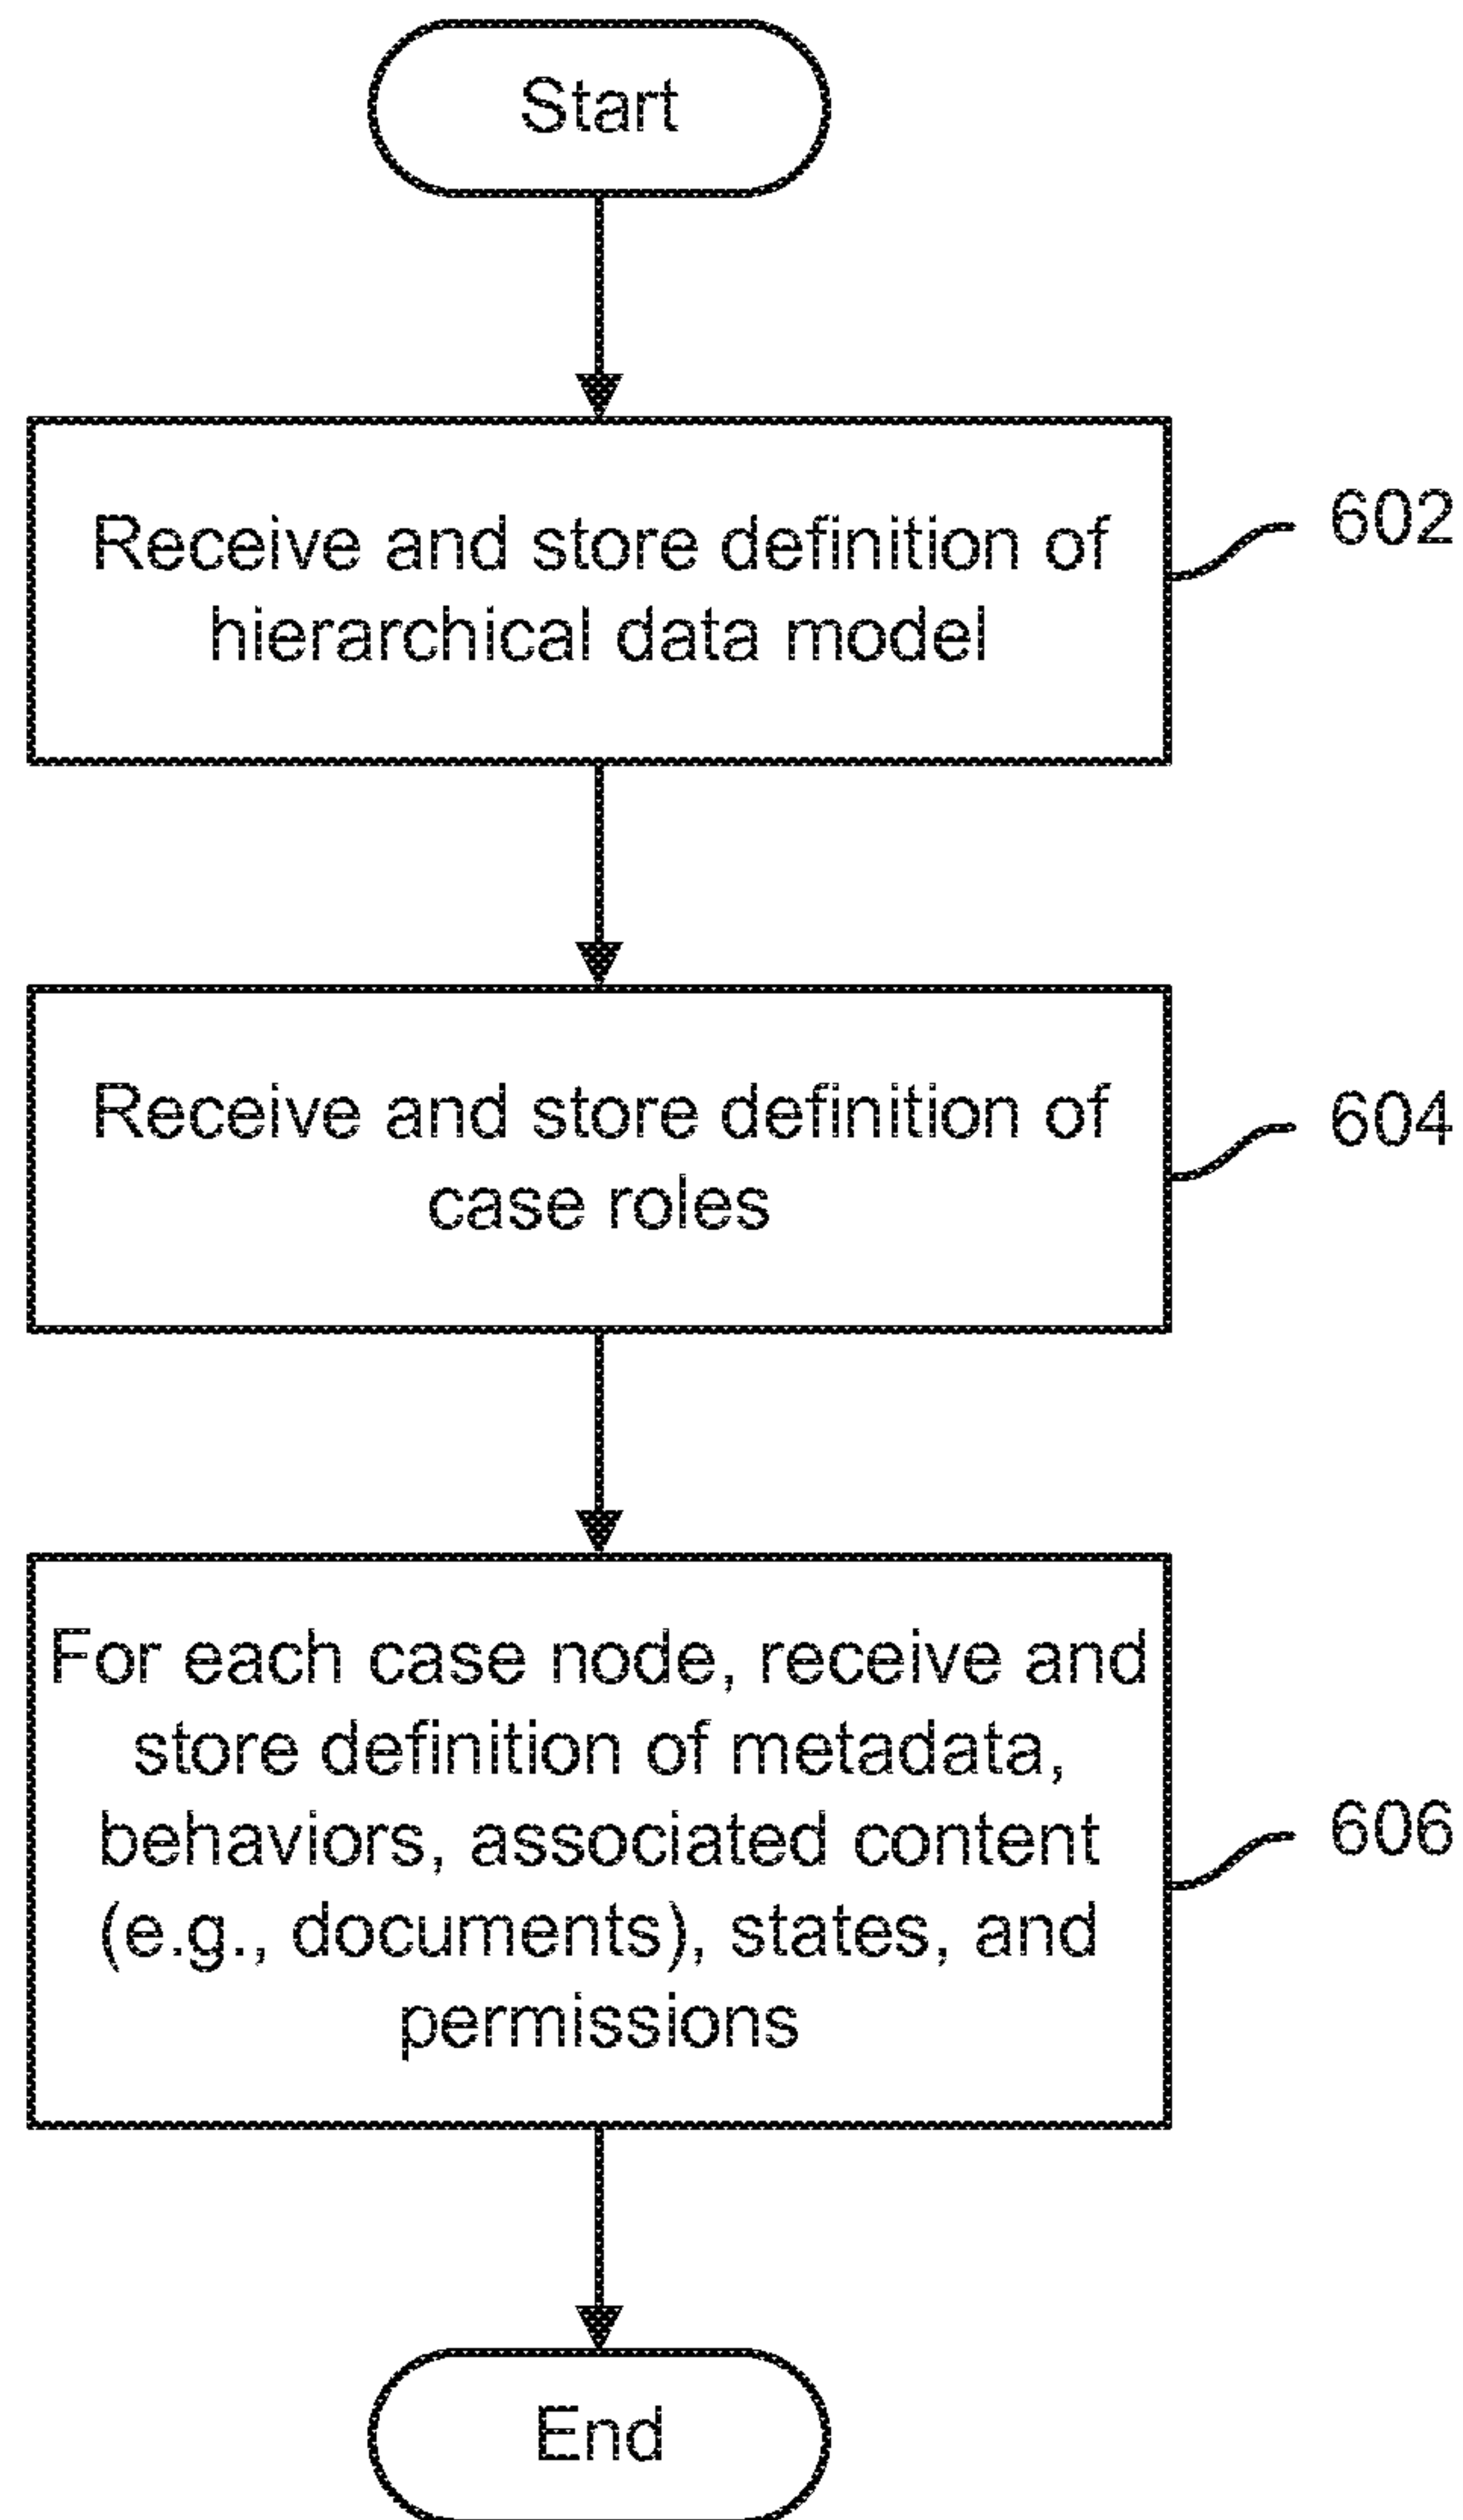 Start
Receive and store definition of
hierarchical data model
602
Receive and store definition of
case roles
604
For each case node, receive and
store definition of metadata,
behaviors, associated content
(e.g., documents), states, and
permissions
606
End